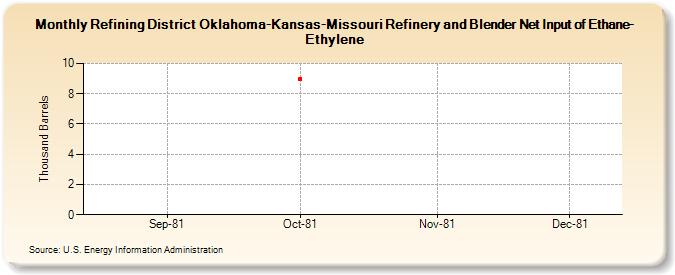 Monthly Refining District Oklahoma-Kansas-Missouri Refinery and Blender Net Input of Ethane-
Ethylene
Thousand Barrels
10
8
6
4
2
0
Sep-81 Oct-81 Nov-81 Dec-81
Source: U.S. Energy Information Administration